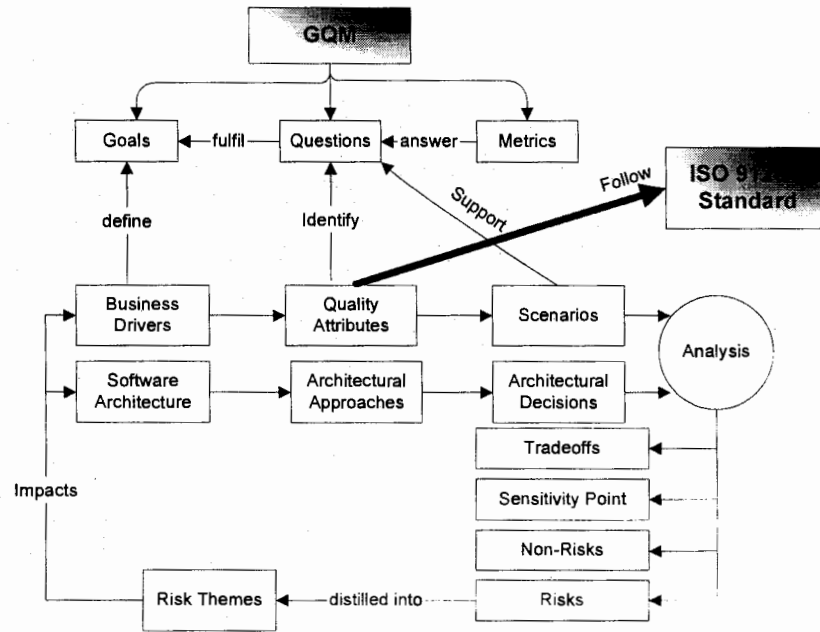 GQM
Goals
fulfil
Questions
answer
Metrics
Follow
ISO
Standard
Support
define
Identify
Business
Drivers
Quality
Attributes
Scenarios
Analysis
Software
Architecture
Architectural
Approaches
Architectural
Decisions
Tradeoffs
Impacts
Sensitivity Point
Non-Risks
Risk Themes
distilled into
Risks